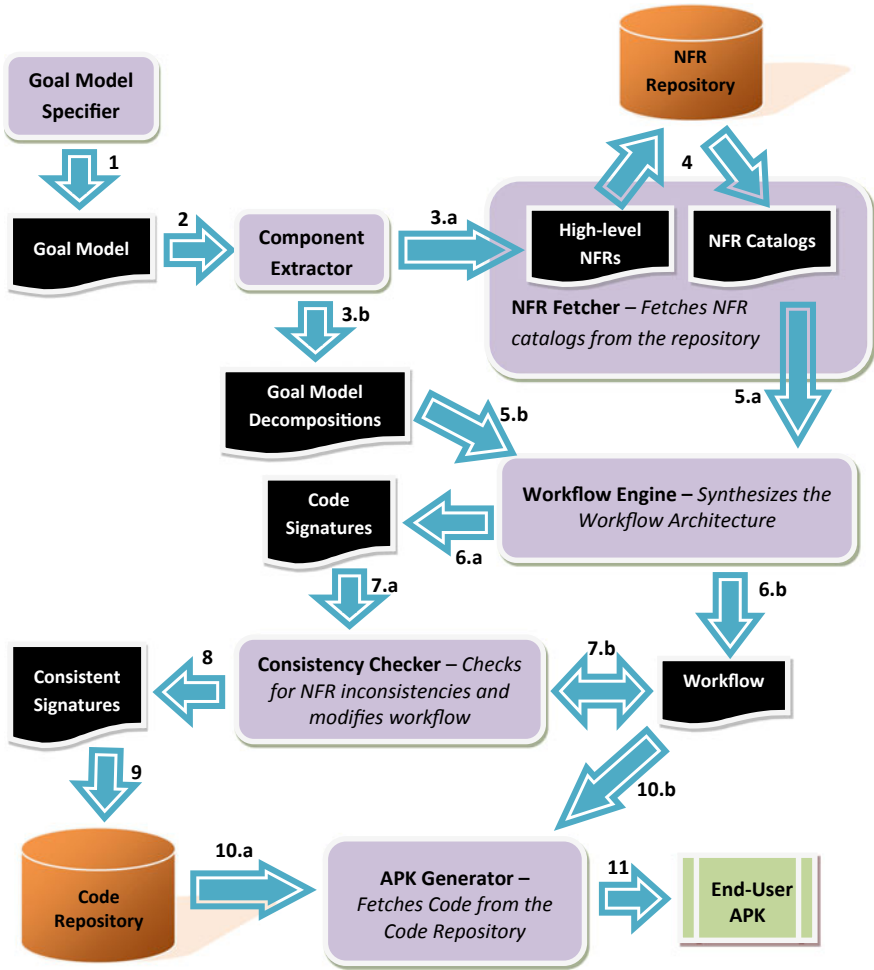 Goal Model
Specifier
NFR
Repository
1
4
2
3.a
Goal Model
Component
Extractor
High-level
NFRs
NFR Catalogs
3.b
NFR Fetcher – Fetches NFR
catalogs from the repository
Goal Model
Decompositions
5.b
5.a
Code
Signatures
Workflow Engine – Synthesizes the
Workflow Architecture
6.a
7.a
6.b
8
Consistency Checker – Checks
for NFR inconsistencies and
modifies workflow
7.b
Consistent
Signatures
Workflow
9
10.b
10.a
11
Code
Repository
APK Generator –
Fetches Code from the
Code Repository
End-User
APK